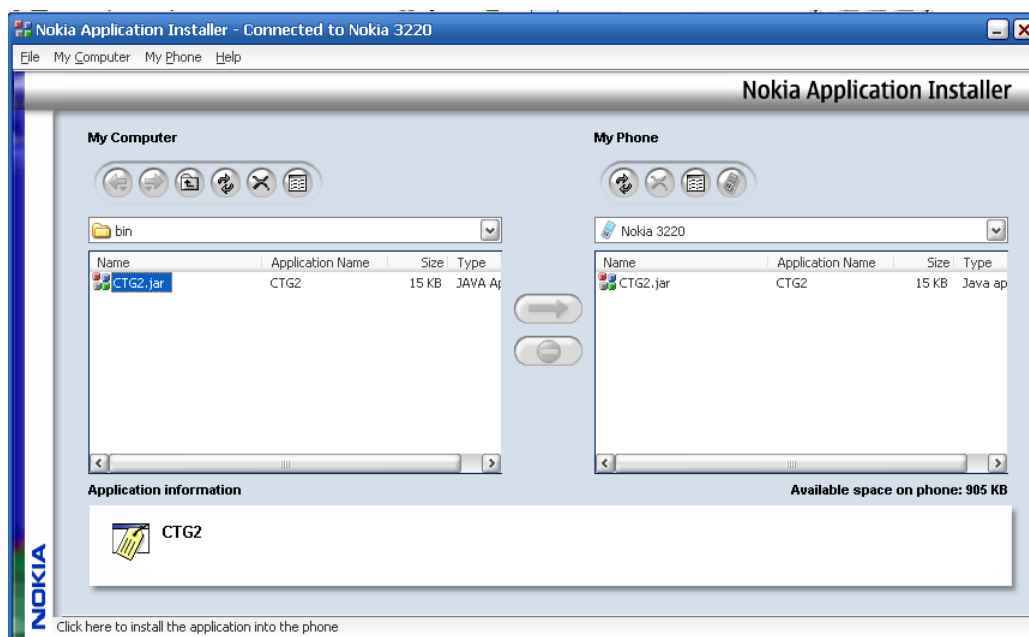 Nokia Application Installer - Connected to Nokia 3220
File My Computer My Phone Help
Nokia Application Installer
My Computer
My Phone
bin
Nokia 3220
Name Application Name Size Type
Name Application Name Size Type
CTG2.jar CTG2 15 KB JAVA Ap
CTG2.jar CTG2 15 KB Java ap
Application information
Available space on phone: 905 KB
CTG2
NOKIA
Click here to install the application into the phone